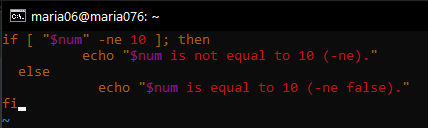 maria06@maria076: ~
if [ "$num" -ne 10 ]; then
echo "$num is not equal to 10 (-ne)."
else
echo "$num is equal to 10 (-ne false)."
fi
~